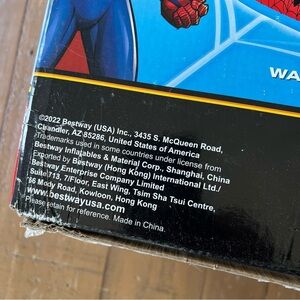 WA
©2022 Bestway (USA) Inc., 3435 S. McQueen Road,
Chandler, AZ 85286, United States of America
Trademarks used in some countries under license from
Bestway Inflatables & Material Corp., Shanghai, China
Exported by Bestway (Hong Kong) International Ltd./
Bestway Enterprise Company Limited
Suite 713, 7/Floor, East Wing, Tsim Sha Tsui Centre,
66 Mody Road, Kowloon, Hong Kong
www.bestwayusa.com
Please retain for reference. Made in China.